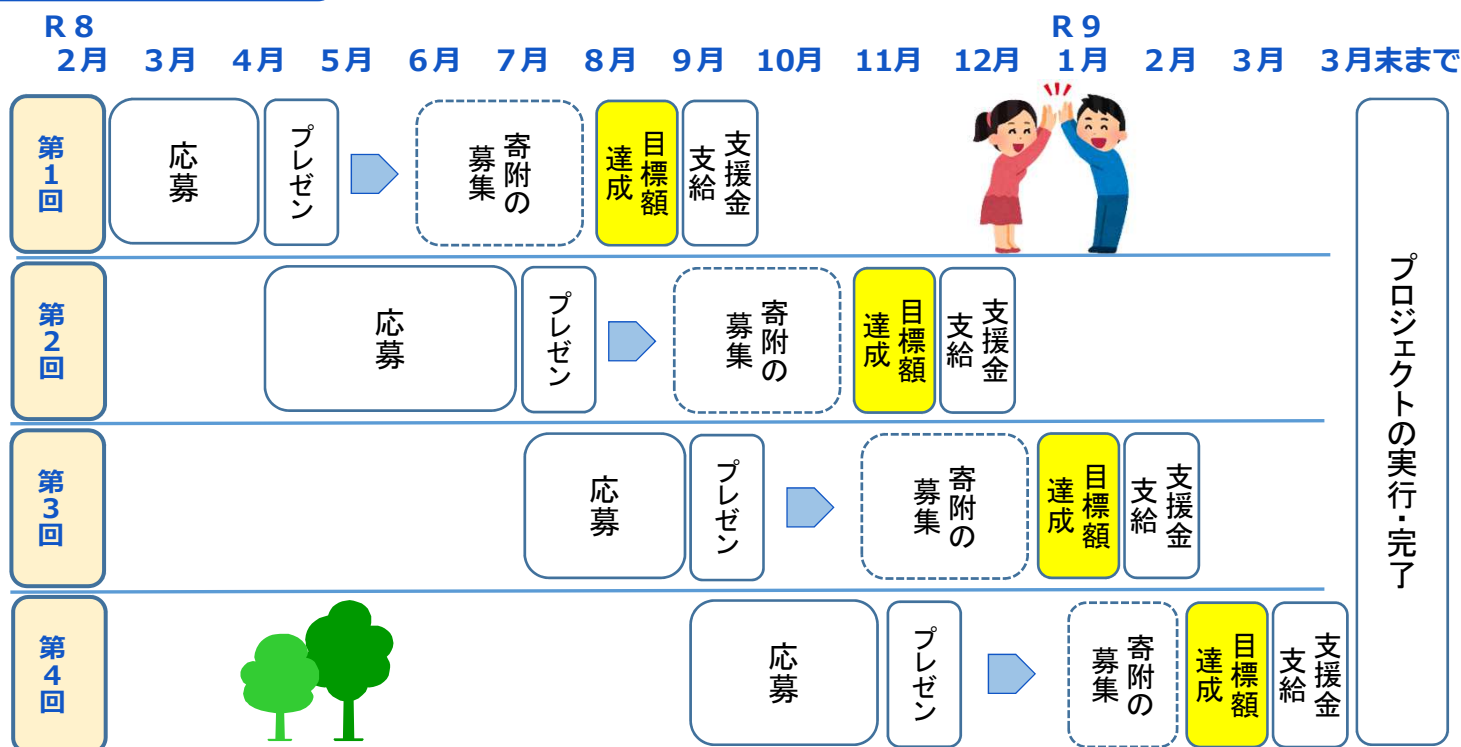 R８
2月
3月
4月
5月
6月
7月
8月
9月
10月
11月
12月
R９
1月
2月
3月
3月末まで
第1回
応募
プレゼン
寄附の
募集
目標額
達成
支援金
支給
第2回
応募
プレゼン
寄附の
募集
目標額
達成
支援金
支給
第3回
応募
プレゼン
寄附の
募集
目標額
達成
支援金
支給
第4回
応募
プレゼン
寄附の
募集
目標額
達成
支援金
支給
プロジェクトの実行・完了